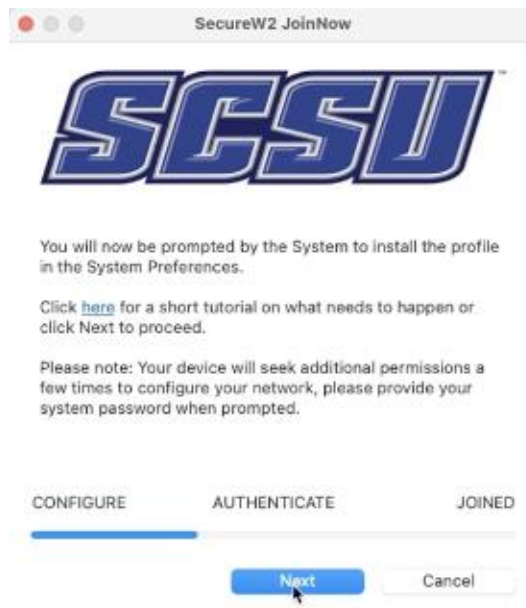 SecureW2 JoinNow
SCSU
You will now be prompted by the System to install the profile
in the System Preferences.
Click here for a short tutorial on what needs to happen or
click Next to proceed.
Please note: Your device will seek additional permissions a
few times to configure your network, please provide your
system password when prompted.
CONFIGURE AUTHENTICATE JOINED
Next Cancel